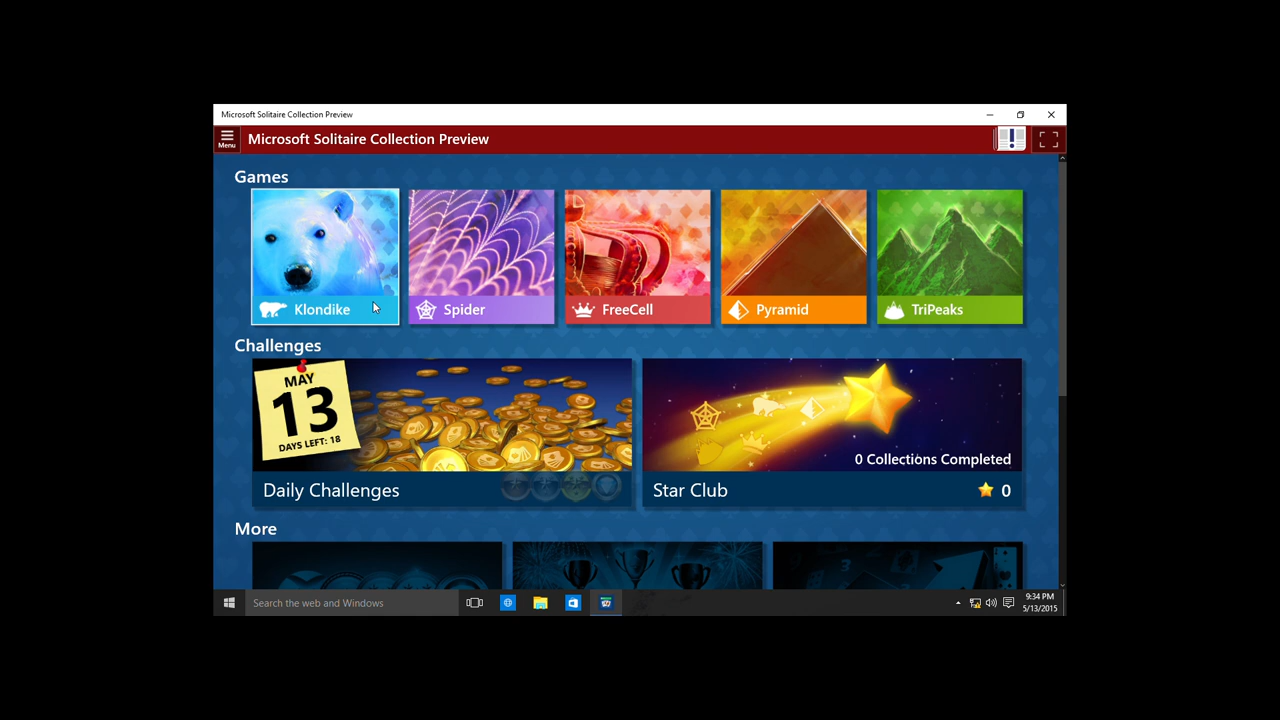 Microsoft Solitaire Collection Preview
Menu
Microsoft Solitaire Collection Preview
Games
Klondike
Spider
FreeCell
Pyramid
TriPeaks
Challenges
MAY
13
DAYS LEFT: 18
Daily Challenges
0 Collections Completed
Star Club
0
More
Search the web and Windows
9:34 PM
5/13/2015